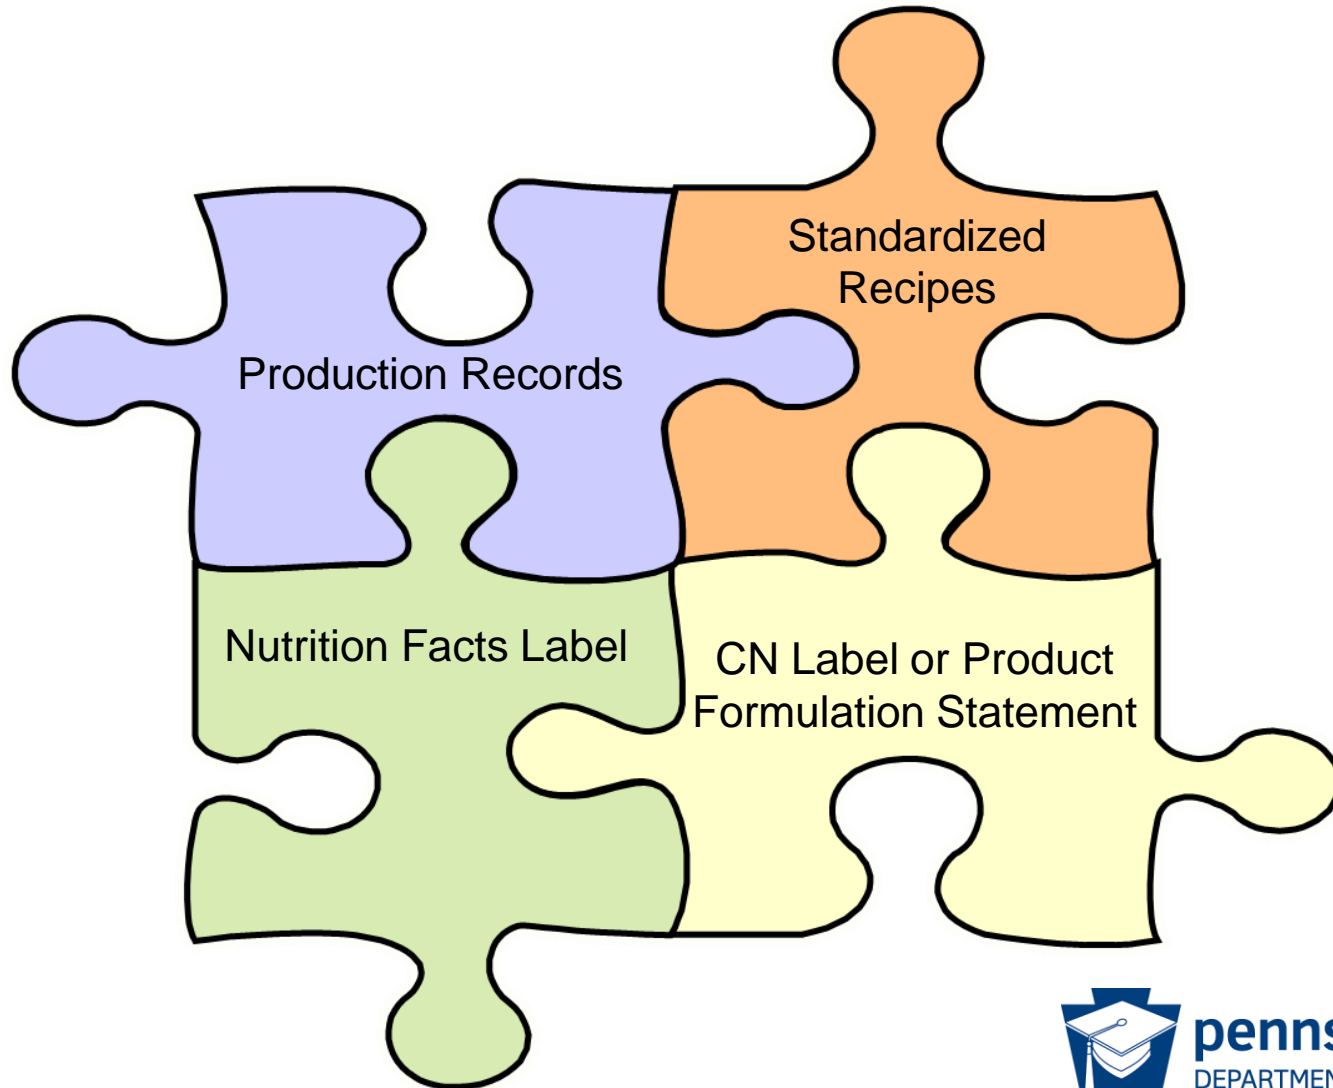 Standardized
Recipes
Production Records
Nutrition Facts Label
CN Label or Product
Formulation Statement
penns
DEPARTMEN